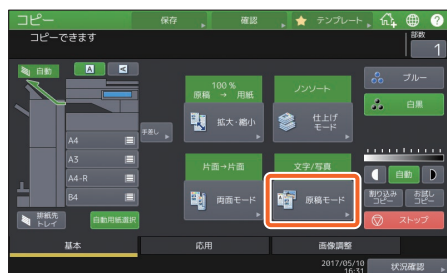 コピー
保存
確認
テンプレート
コピーできます
部数
1
自動
A
100 %
原稿 → 用紙
ノンソート
ブルー
白黒
手差し
拡大・縮小
仕上げ
モード
A4
A3
A4-R
B4
片面→片面
文字/写真
自動
両面モード
原稿モード
割り込み
コピー
お試し
コピー
排紙先
トレイ
自動用紙選択
ストップ
基本
応用
画像調整
2017/05/10
16:31
状況確認